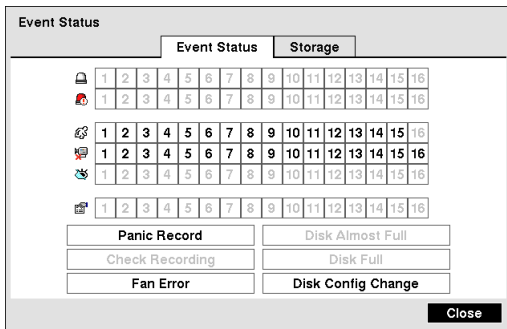 Event Status
Event Status Storage
1 2 3 4 5 6 7 8 9 10 11 12 13 14 15 16
1 2 3 4 5 6 7 8 9 10 11 12 13 14 15 16
1 2 3 4 5 6 7 8 9 10 11 12 13 14 15 16
1 2 3 4 5 6 7 8 9 10 11 12 13 14 15 16
1 2 3 4 5 6 7 8 9 10 11 12 13 14 15 16
1 2 3 4 5 6 7 8 9 10 11 12 13 14 15 16
Panic Record Disk Almost Full
Check Recording Disk Full
Fan Error Disk Config Change
Close